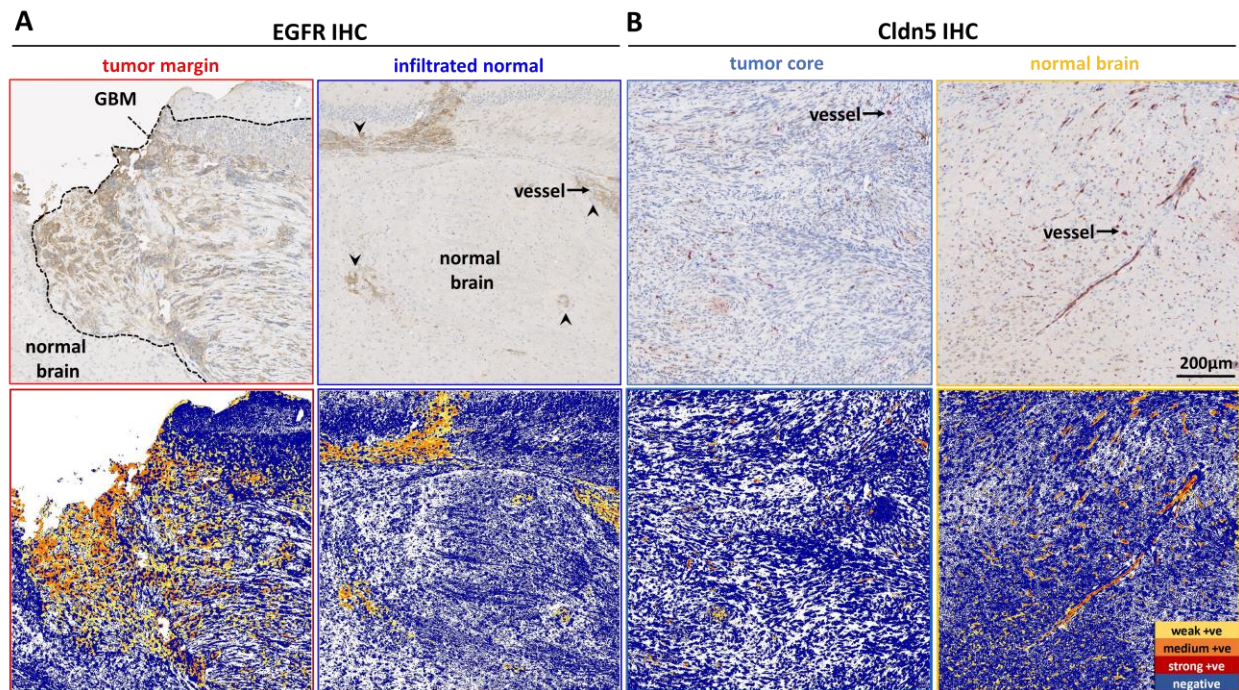 A
EGFR IHC
B
Cldn5 IHC
tumor margin
infiltrated normal
tumor core
normal brain
GBM
normal
brain
vessel
normal
brain
vessel
vessel
200μm
weak +ve
medium +ve
strong +ve
negative